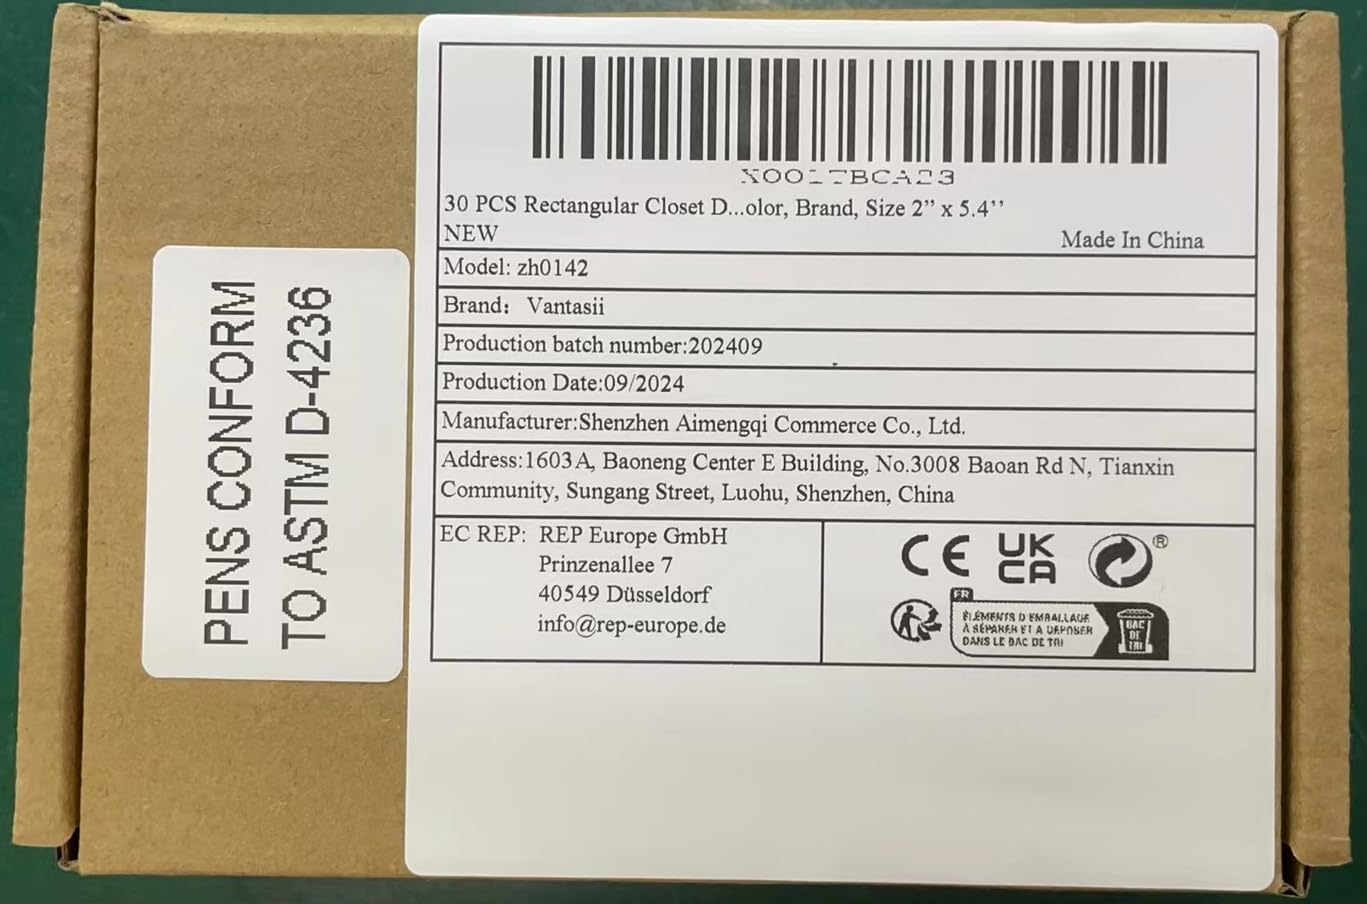 PENS CONFORM
TO ASTM D-4236
30 PCS Rectangular Closet D...olor, Brand, Size 2’’ x 5.4’’
NEW
Made In China
Model: zh0142
Brand: Vantasii
Production batch number:202409
Production Date:09/2024
Manufacturer:Shenzhen Aimengqi Commerce Co., Ltd.
Address:1603A, Baoneng Center E Building, No.3008 Baoan Rd N, Tianxin
Community, Sungang Street, Luohu, Shenzhen, China
EC REP: REP Europe GmbH
Prinzenallee 7
40549 Düsseldorf
info@rep-europe.de
CE
UK
CA
®
FR
ÉLÉMENTS D'EMBALLAGE
À SÉPARER ET À DÉPOSER
DANS LE BAC DE TRI
BAC
DE
TRI